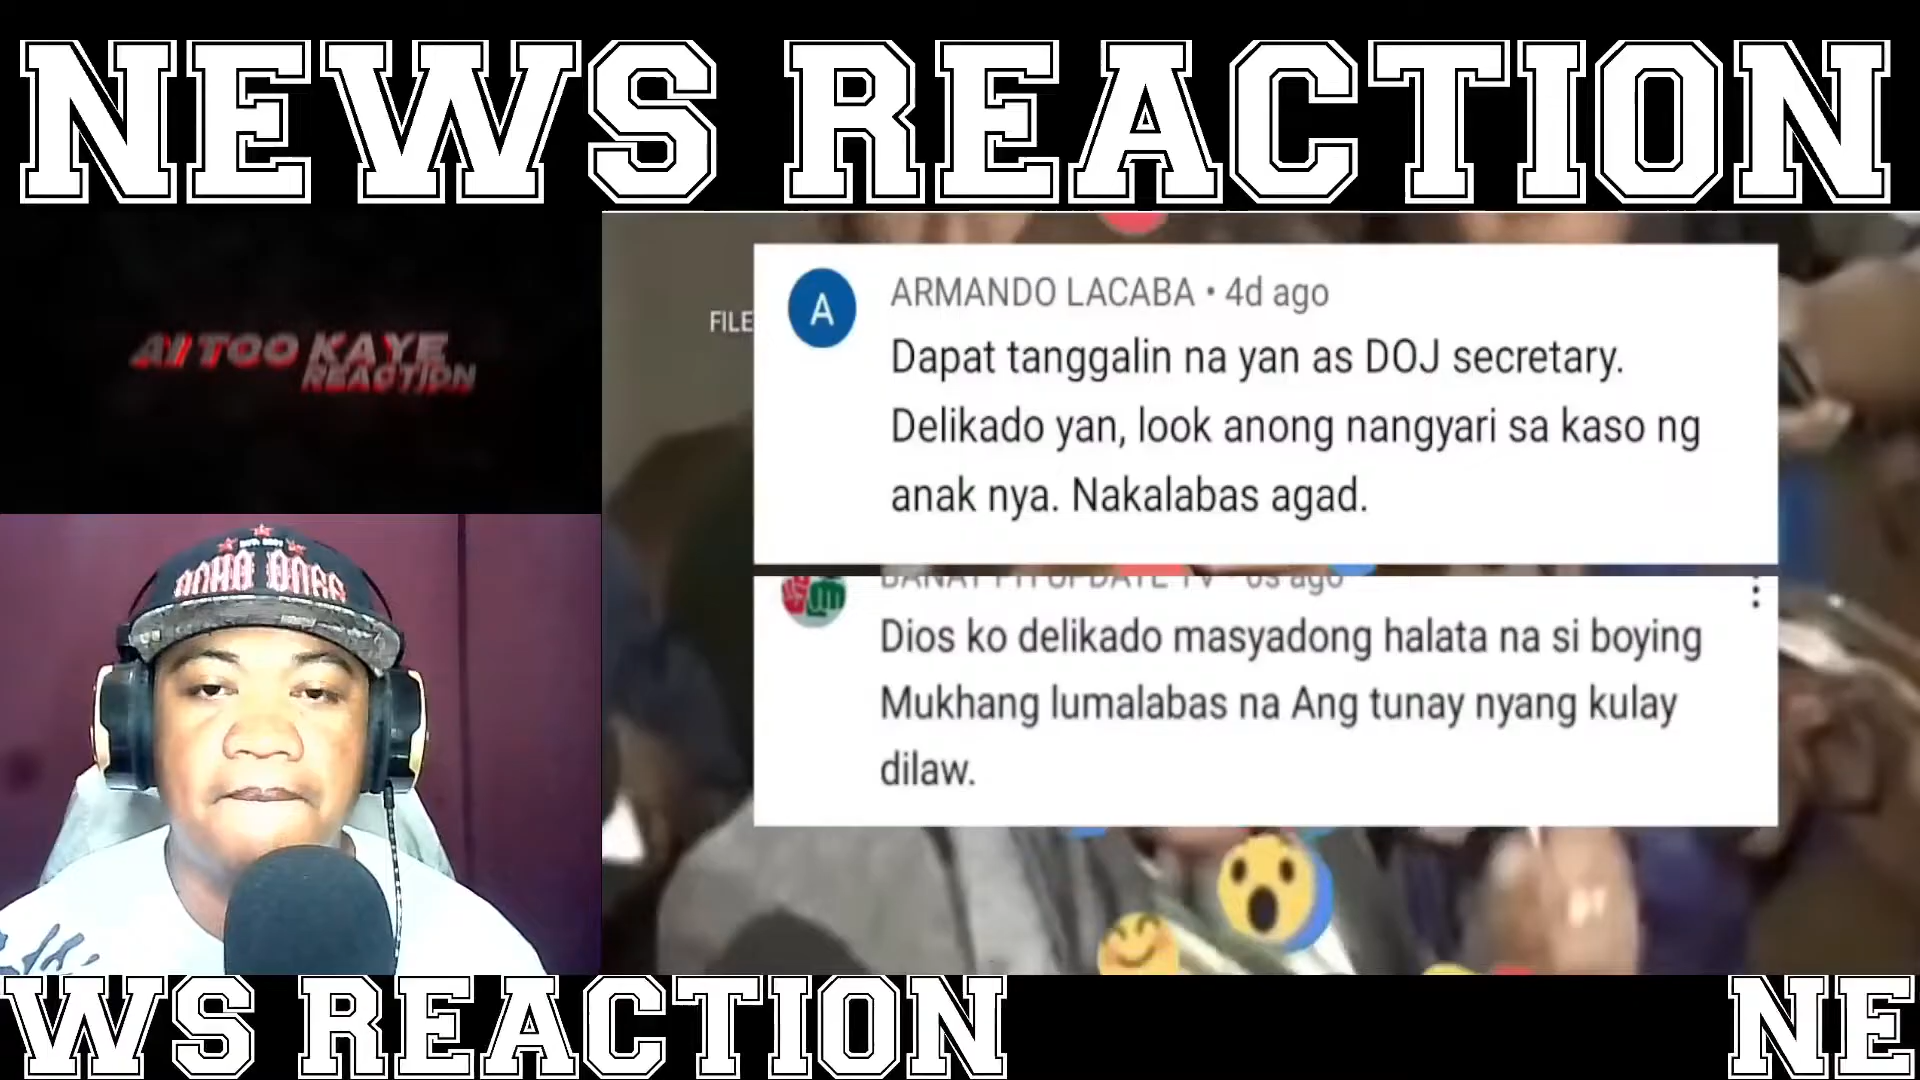 NEWS REACTION
AI TOO KAYE
REACTION
FILE
ARMANDO LACABA • 4d ago
Dapat tanggalin na yan as DOJ secretary.
Delikado yan, look anong nangyari sa kaso ng
anak nya. Nakalabas agad.
Dios ko delikado masyadong halata na si boying
Mukhang lumalabas na Ang tunay nyang kulay
dilaw.
WS REACTION
NE